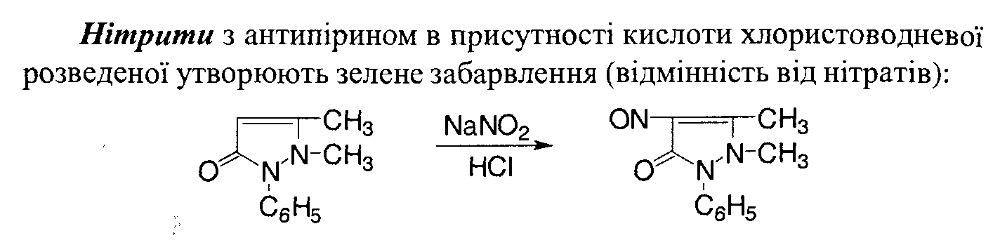 Нітрити з антипірином в присутності кислоти хлористоводневої
розведеної утворюють зелене забарвлення (відмінність від нітратів):
CH3 NaNO2 ON CH3
O N N-CH3 HCl O N N-CH3
C6H5 C6H5